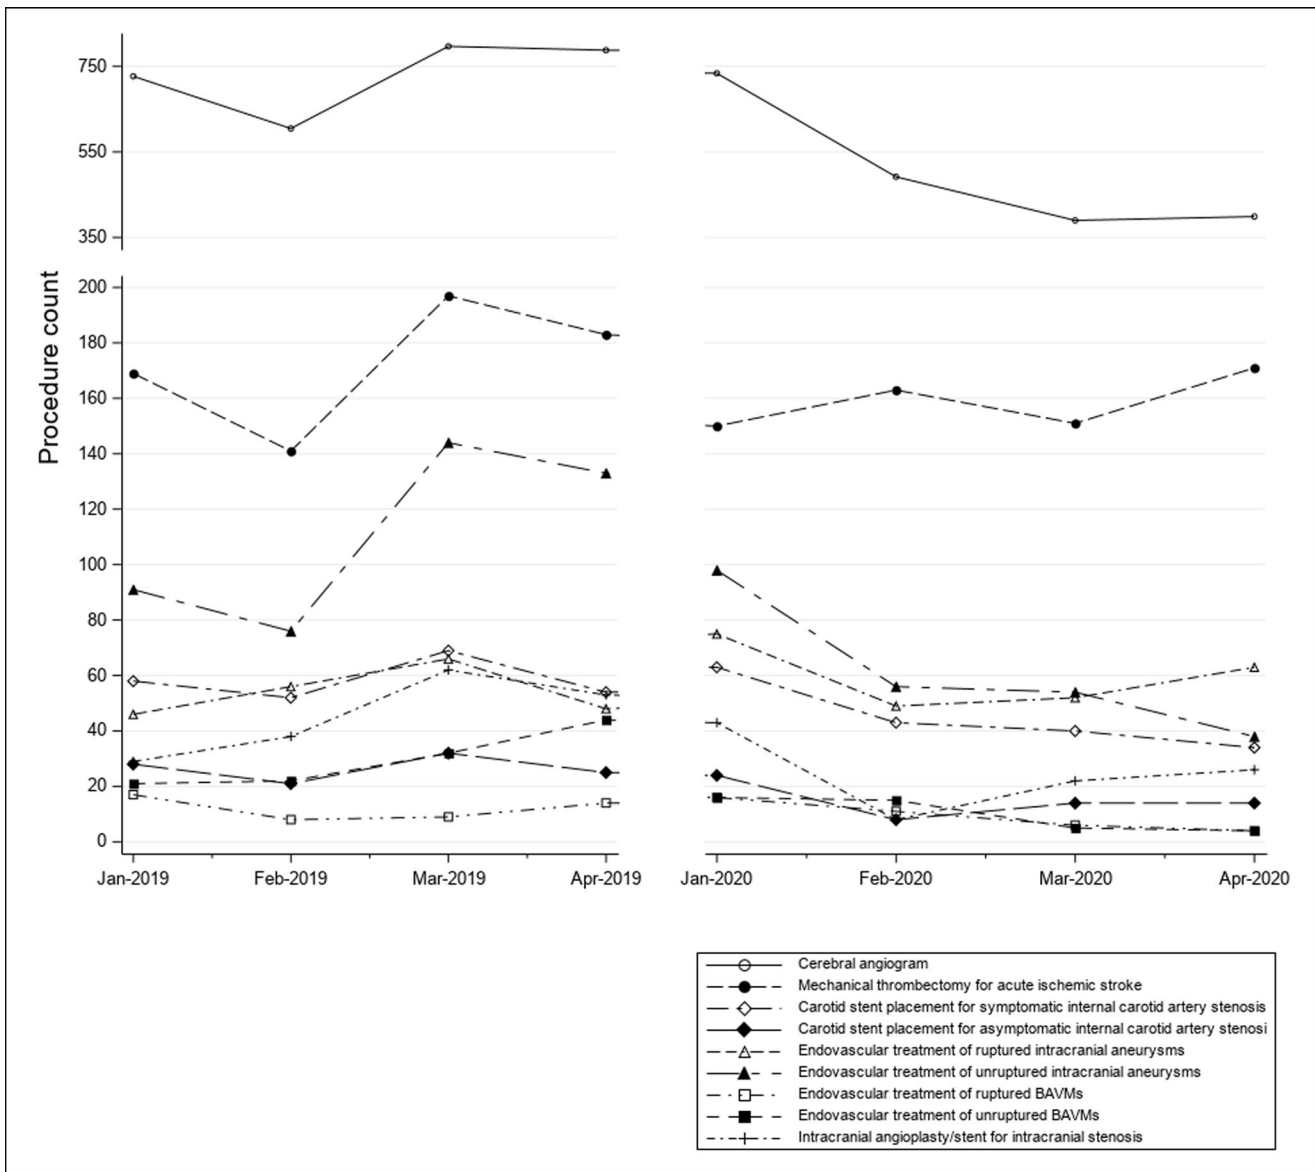 750
550
350
200
180
160
140
120
100
80
60
40
20
0
Procedure count
Jan-2019 Feb-2019 Mar-2019 Apr-2019 Jan-2020 Feb-2020 Mar-2020 Apr-2020
Cerebral angiogram
Mechanical thrombectomy for acute ischemic stroke
Carotid stent placement for symptomatic internal carotid artery stenosis
Carotid stent placement for asymptomatic internal carotid artery stenosi
Endovascular treatment of ruptured intracranial aneurysms
Endovascular treatment of unruptured intracranial aneurysms
Endovascular treatment of ruptured BAVMs
Endovascular treatment of unruptured BAVMs
Intracranial angioplasty/stent for intracranial stenosis